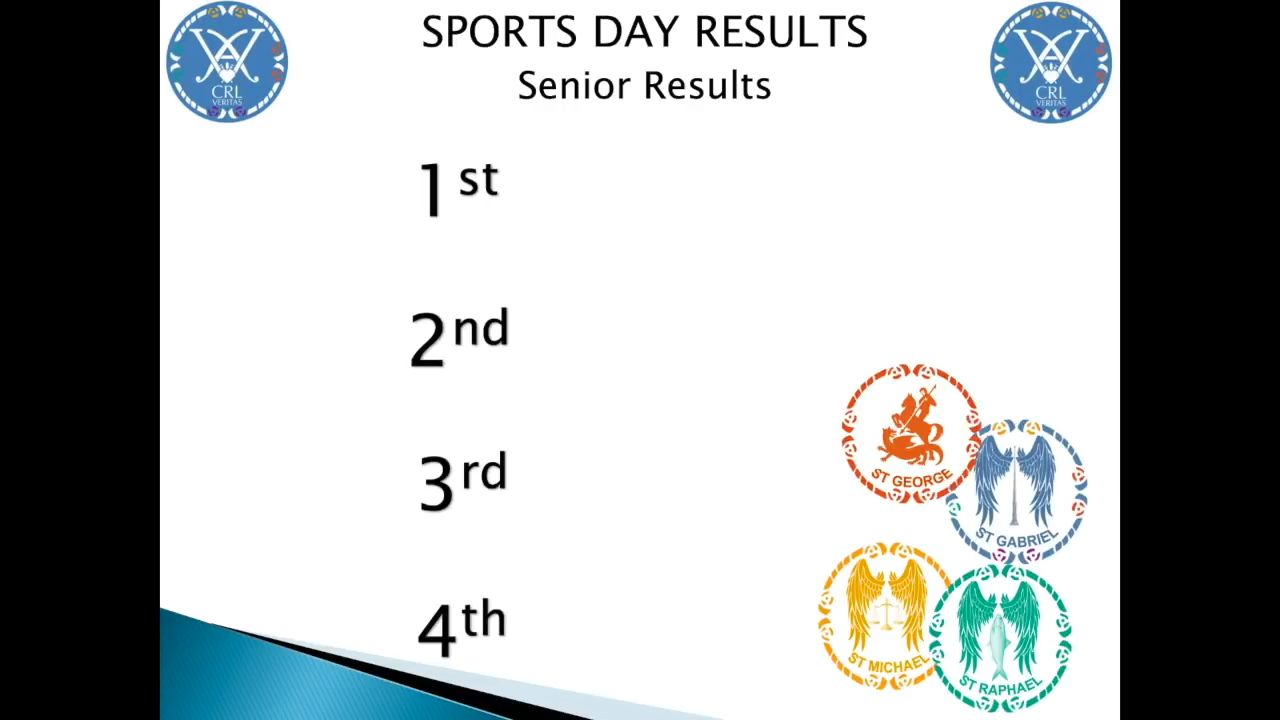 SPORTS DAY RESULTS
Senior Results
CRL
VERITAS
CRL
VERITAS
1st
2nd
3rd
4th
ST GEORGE
ST GABRIEL
ST MICHAEL
ST RAPHAEL